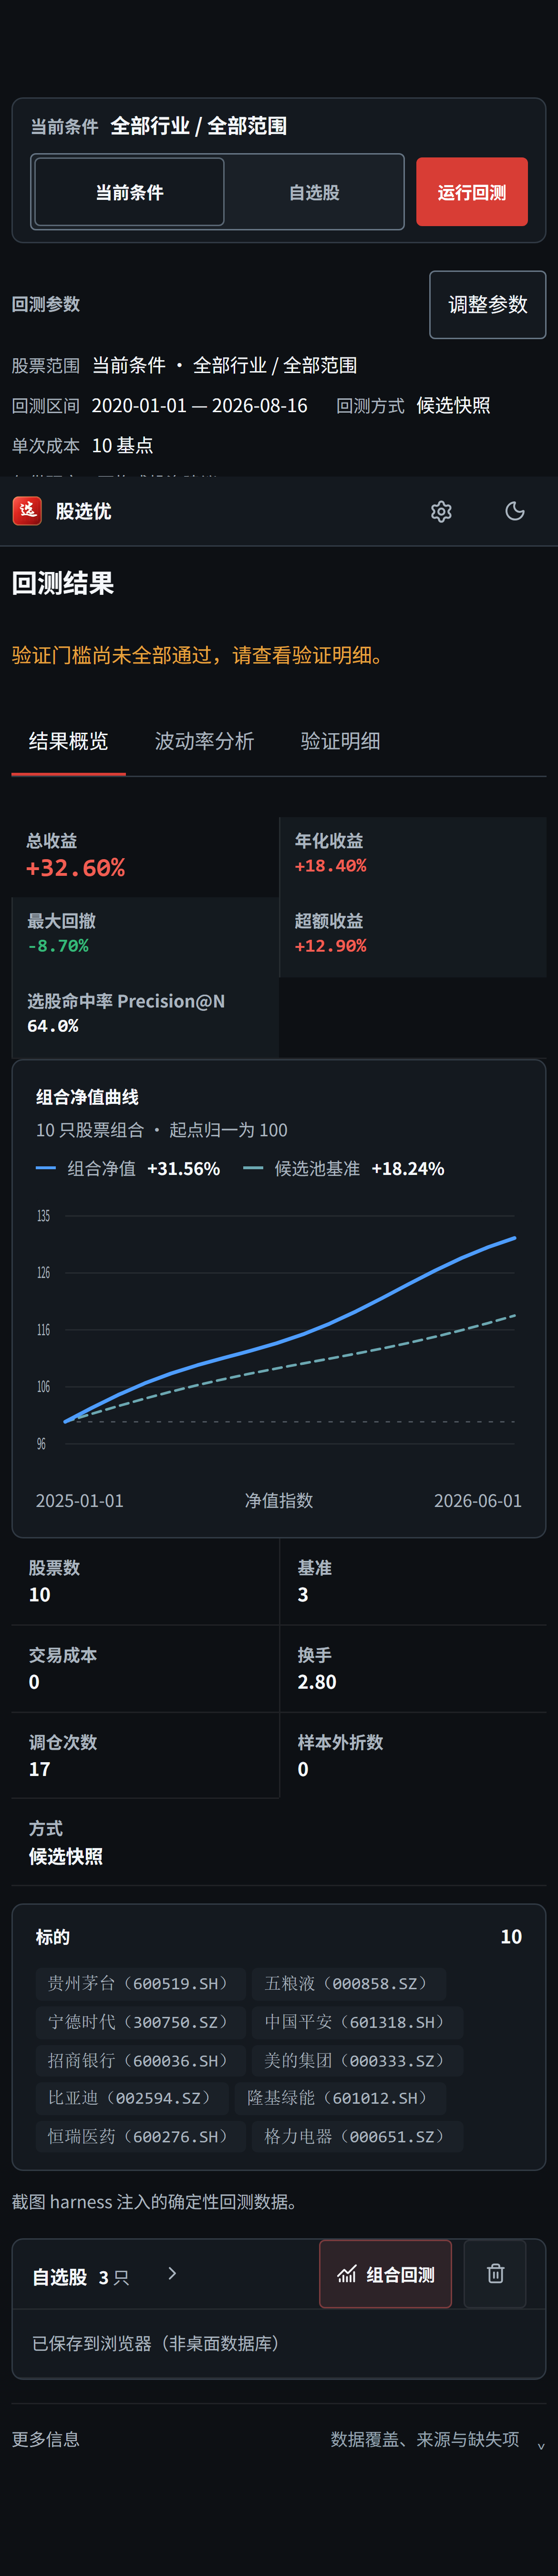 当前条件 全部行业 / 全部范围
当前条件 自选股 运行回测
回测参数 调整参数
股票范围 当前条件 · 全部行业 / 全部范围
回测区间 2020-01-01 — 2026-08-16 回测方式 候选快照
单次成本 10 基点
股选优
回测结果
验证门槛尚未全部通过，请查看验证明细。
结果概览 波动率分析 验证明细
总收益 年化收益
+32.60% +18.40%
最大回撤 超额收益
-8.70% +12.90%
选股命中率 Precision@N
64.0%
组合净值曲线
10 只股票组合 · 起点归一为 100
组合净值 +31.56% 候选池基准 +18.24%
135
126
116
106
96
2025-01-01 净值指数 2026-06-01
股票数 基准
10 3
交易成本 换手
0 2.80
调仓次数 样本外折数
17 0
方式
候选快照
标的 10
贵州茅台（600519.SH） 五粮液（000858.SZ）
宁德时代（300750.SZ） 中国平安（601318.SH）
招商银行（600036.SH） 美的集团（000333.SZ）
比亚迪（002594.SZ） 隆基绿能（601012.SH）
恒瑞医药（600276.SH） 格力电器（000651.SZ）
截图 harness 注入的确定性回测数据。
自选股 3 只 组合回测
已保存到浏览器（非桌面数据库）
更多信息 数据覆盖、来源与缺失项